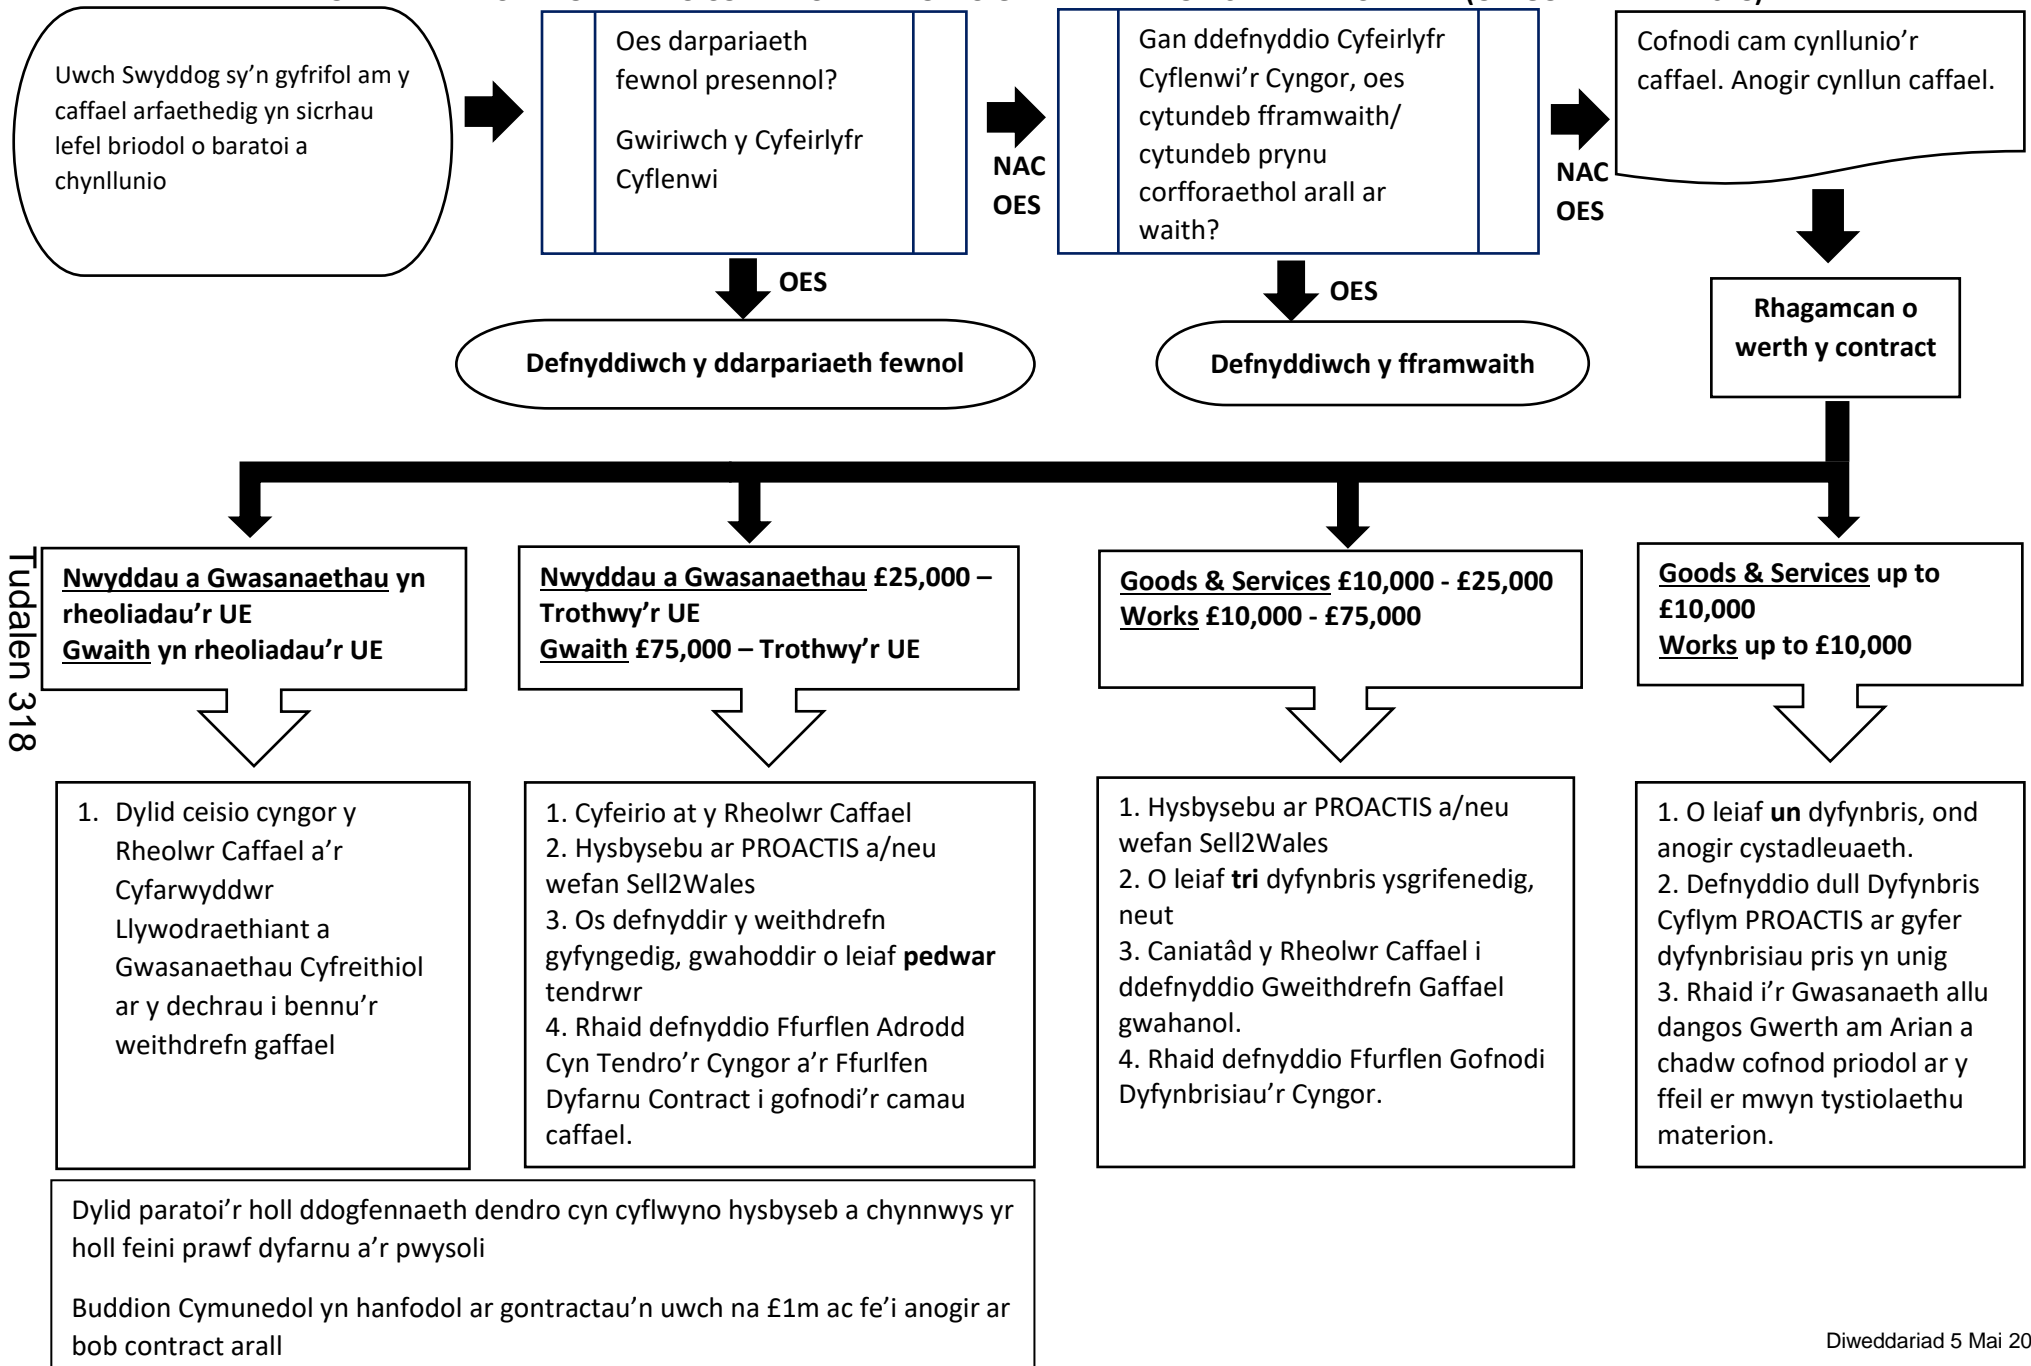 Uwch Swyddog sy’n gyfrifol am y
caffael arfaethedig yn sicrhau
lefel briodol o baratoi a
chynllunio
Oes darpariaeth
fewnol presennol?
Gwiriwch y Cyfeirlyfr
Cyflenwi
NAC
OES
Gan ddefnyddio Cyfeirlyfr
Cyflenwi’r Cyngor, oes
cytundeb fframwaith/
cytundeb prynu
corfforaethol arall ar
waith?
NAC
OES
Cofnodi cam cynllunio’r
caffael. Anogir cynllun caffael.
OES
OES
Defnyddiwch y ddarpariaeth fewnol
Defnyddiwch y fframwaith
Rhagamcan o
werth y contract
Nwyddau a Gwasanaethau yn
rheoliadau’r UE
Gwaith yn rheoliadau’r UE
Nwyddau a Gwasanaethau £25,000 –
Trothwy’r UE
Gwaith £75,000 – Trothwy’r UE
Goods & Services £10,000 - £25,000
Works £10,000 - £75,000
Goods & Services up to
£10,000
Works up to £10,000
1. Dylid ceisio cyngor y
Rheolwr Caffael a’r
Cyfarwyddwr
Llywodraethiant a
Gwasanaethau Cyfreithiol
ar y dechrau i bennu’r
weithdrefn gaffael
1. Cyfeirio at y Rheolwr Caffael
2. Hysbysebu ar PROACTIS a/neu
wefan Sell2Wales
3. Os defnyddir y weithdrefn
gyfyngedig, gwahoddir o leiaf pedwar
tendrwr
4. Rhaid defnyddio Ffurflen Adrodd
Cyn Tendro’r Cyngor a’r Ffurlfen
Dyfarnu Contract i gofnodi’r camau
caffael.
1. Hysbysebu ar PROACTIS a/neu
wefan Sell2Wales
2. O leiaf tri dyfynbris ysgrifenedig,
neut
3. Caniatâd y Rheolwr Caffael i
ddefnyddio Gweithdrefn Gaffael
gwahanol.
4. Rhaid defnyddio Ffurflen Gofnodi
Dyfynbrisiau’r Cyngor.
1. O leiaf un dyfynbris, ond
anogir cystadleuaeth.
2. Defnyddio dull Dyfynbris
Cyflym PROACTIS ar gyfer
dyfynbrisiau pris yn unig
3. Rhaid i’r Gwasanaeth allu
dangos Gwerth am Arian a
chadw cofnod priodol ar y
ffeil er mwyn tystiolaethu
materion.
Dylid paratoi’r holl ddogfennaeth dendro cyn cyflwyno hysbyseb a chynnwys yr
holl feini prawf dyfarnu a’r pwysoli
Buddion Cymunedol yn hanfodol ar gontractau’n uwch na £1m ac fe’i anogir ar
bob contract arall
Tudalen 318
Diweddariad 5 Mai 20